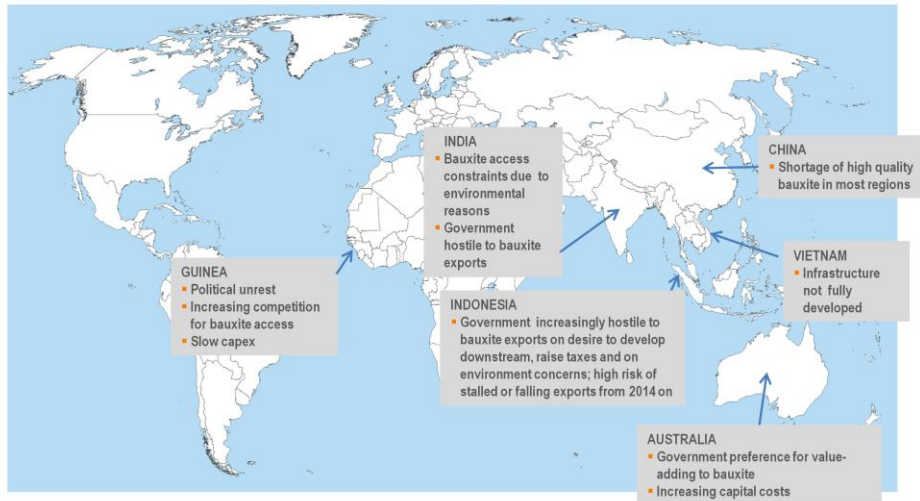 INDIA
▪ Bauxite access
constraints due to
environmental
reasons
▪ Government
hostile to bauxite
exports
CHINA
▪ Shortage of high quality
bauxite in most regions
GUINEA
▪ Political unrest
▪ Increasing competition
for bauxite access
▪ Slow capex
VIETNAM
▪ Infrastructure
not fully
developed
INDONESIA
▪ Government increasingly hostile to
bauxite exports on desire to develop
downstream, raise taxes and on
environment concerns; high risk of
stalled or falling exports from 2014 on
AUSTRALIA
▪ Government preference for value-
adding to bauxite
▪ Increasing capital costs